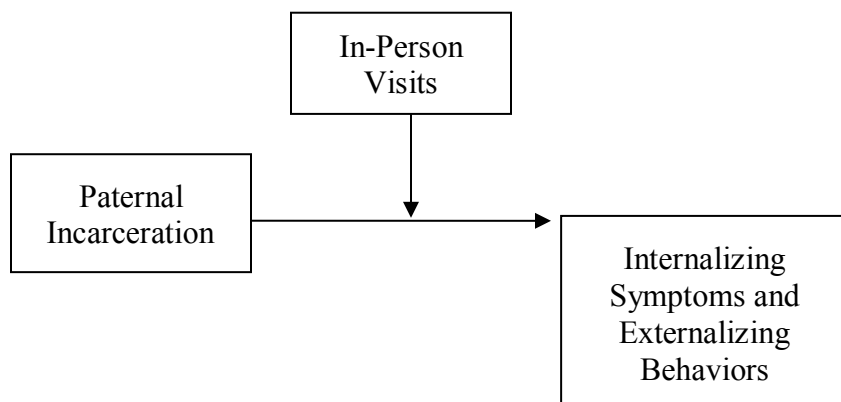 In-Person
Visits
Paternal
Incarceration
Internalizing
Symptoms and
Externalizing
Behaviors